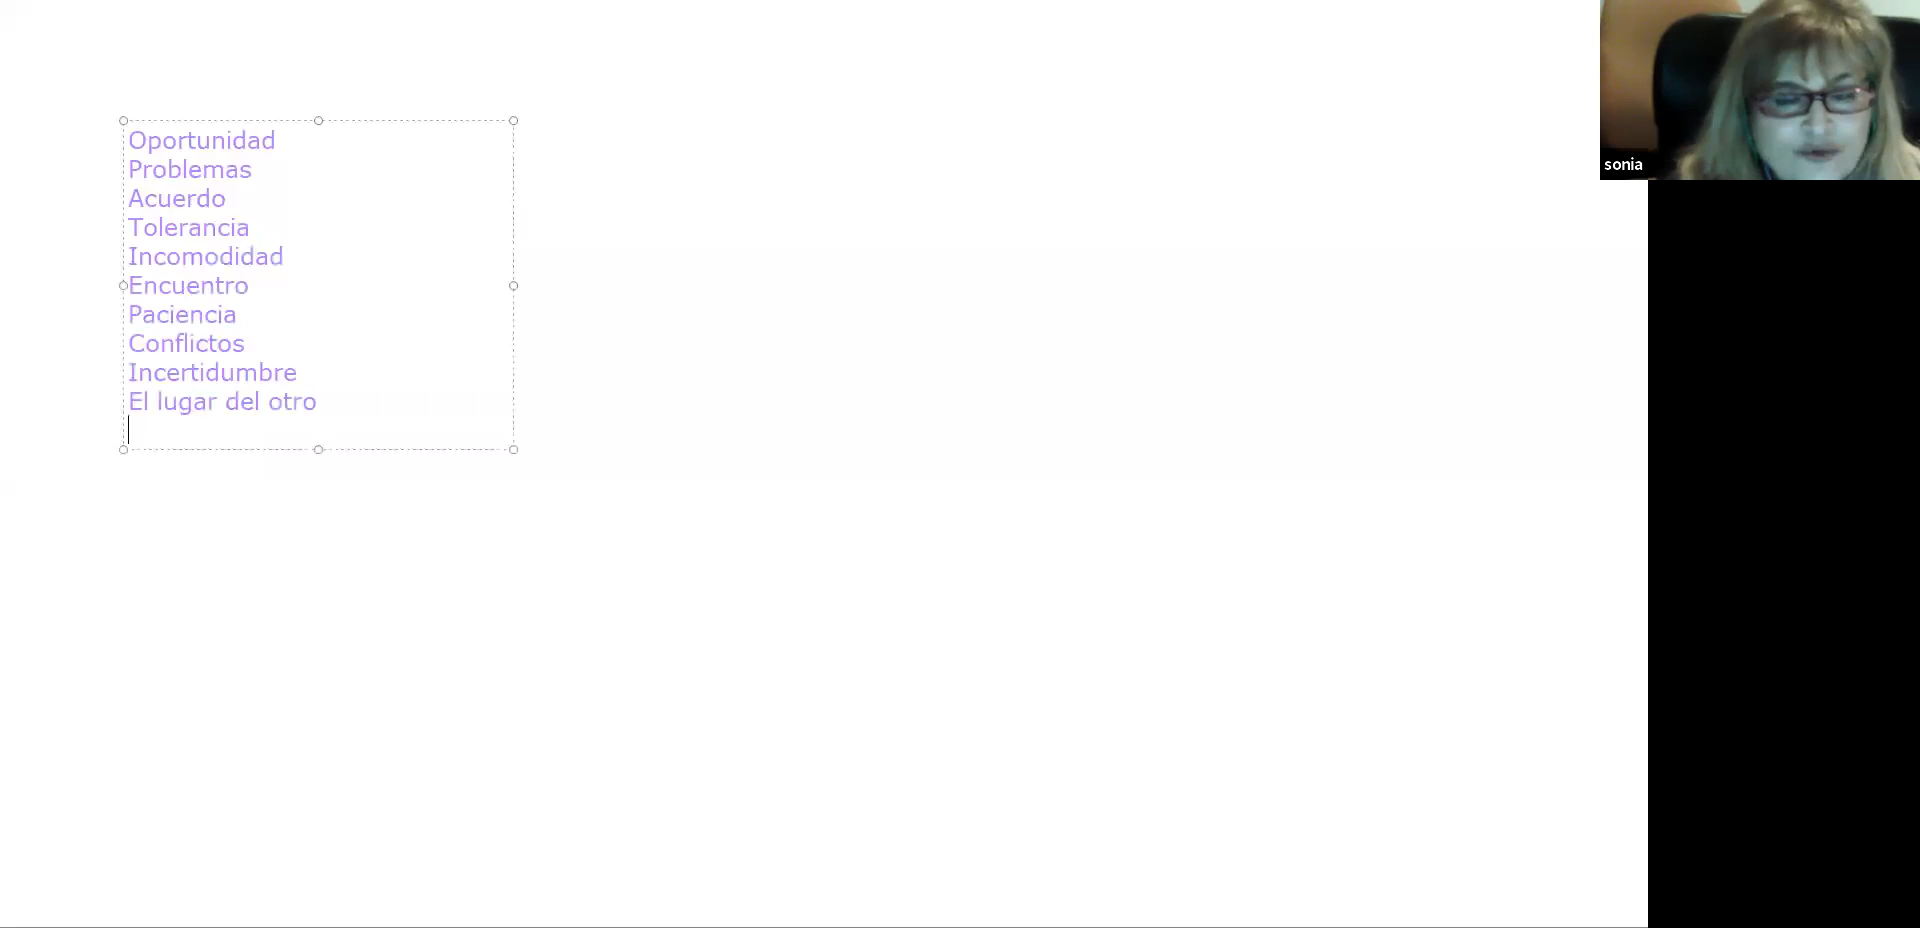 Oportunidad
Problemas
Acuerdo
Tolerancia
Incomodidad
Encuentro
Paciencia
Conflictos
Incertidumbre
El lugar del otro
sonia